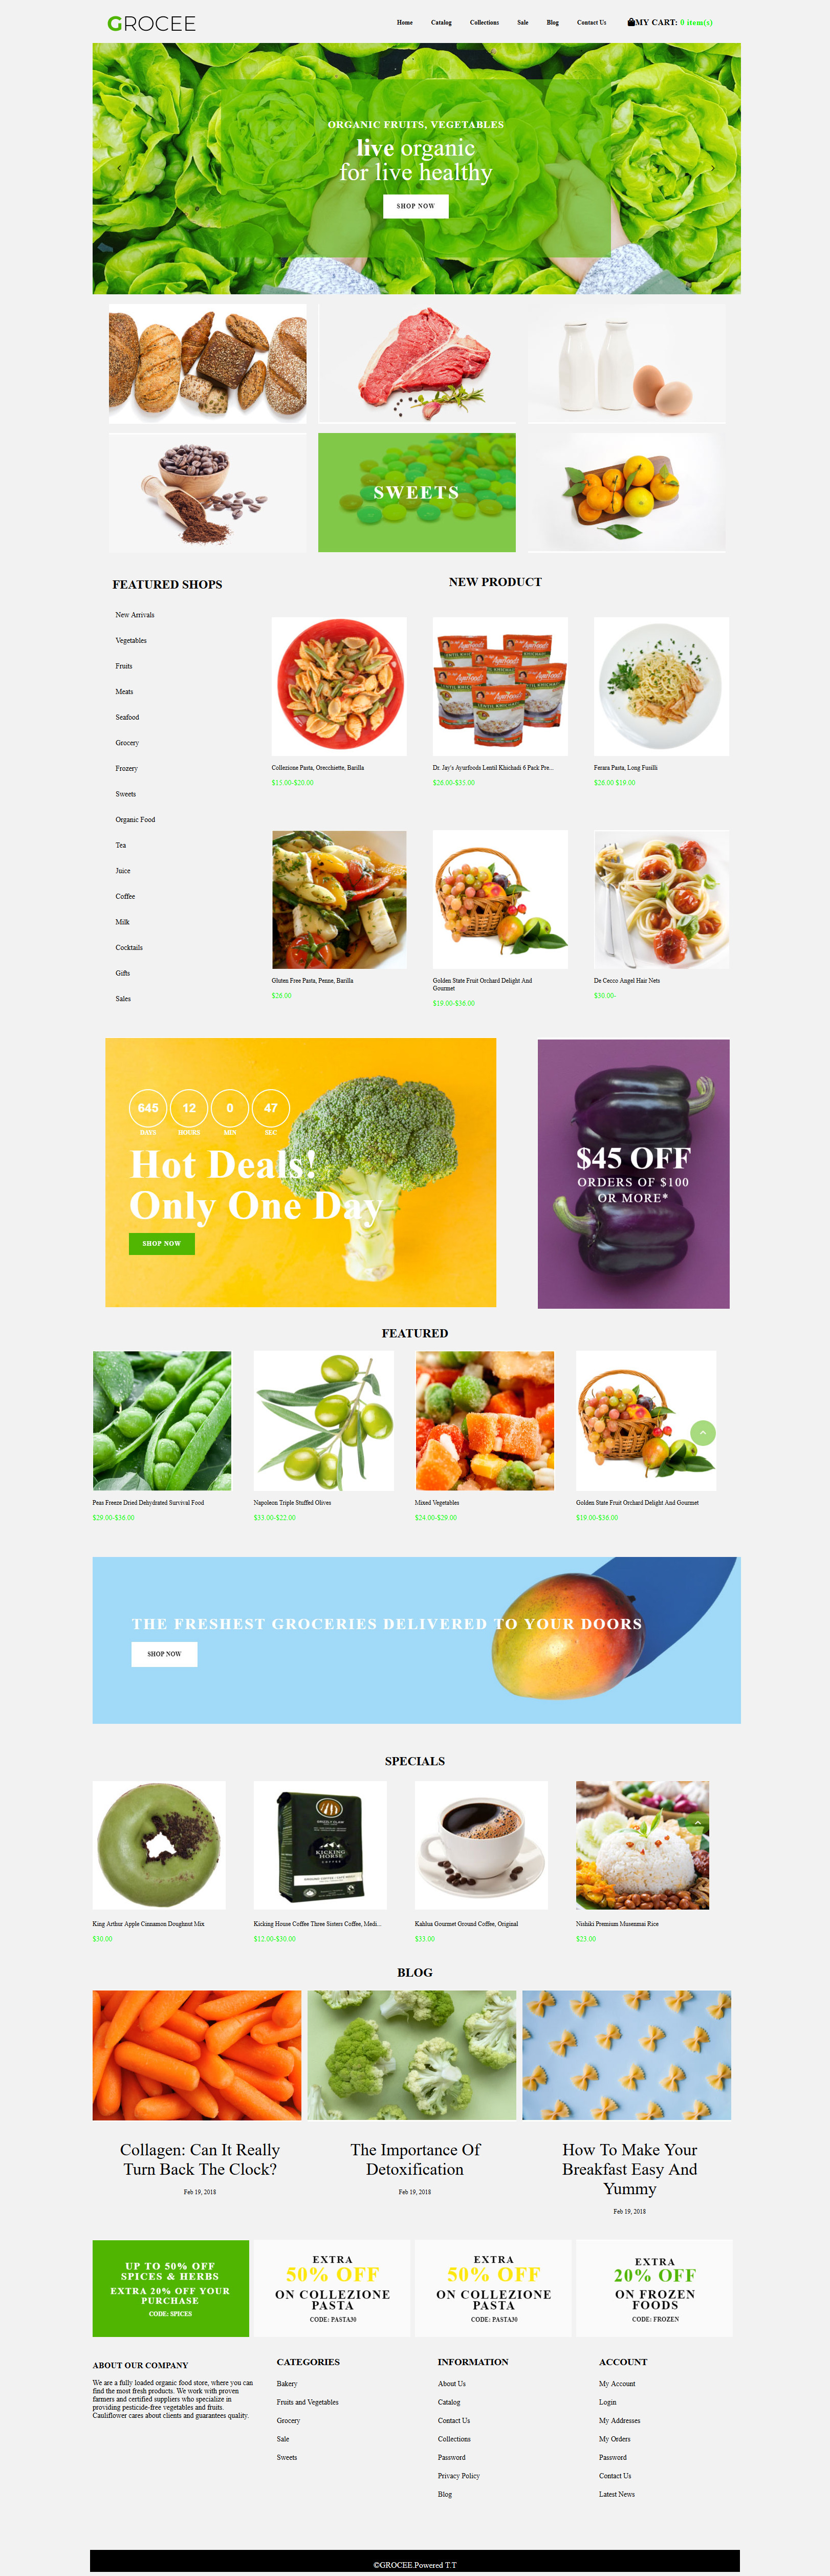 GROCEE
Home Catalog Collections Sale Blog Contact Us MY CART: 0 item(s)
ORGANIC FRUITS, VEGETABLES
live organic
for live healthy
SHOP NOW
SWEETS
FEATURED SHOPS
New Arrivals
Vegetables
Fruits
Meats
Seafood
Grocery
Frozery
Sweets
Organic Food
Tea
Juice
Coffee
Milk
Cocktails
Gifts
Sales
NEW PRODUCT
Collezione Pasta, Orecchiette, Barilla
$15.00-$20.00
Dr. Jay's Ayurfoods Lentil Khichadi 6 Pack Pre...
$26.00-$35.00
Ferara Pasta, Long Fusilli
$26.00 $19.00
Gluten Free Pasta, Penne, Barilla
$26.00
Golden State Fruit Orchard Delight And
Gourmet
$19.00-$36.00
De Cecco Angel Hair Nets
$30.00-
645 12 0 47
DAYS HOURS MIN SEC
Hot Deals!
Only One Day
SHOP NOW
$45 OFF
ORDERS OF $100
OR MORE*
FEATURED
Peas Freeze Dried Dehydrated Survival Food
$29.00-$36.00
Napoleon Triple Stuffed Olives
$33.00-$22.00
Mixed Vegetables
$24.00-$29.00
Golden State Fruit Orchard Delight And Gourmet
$19.00-$36.00
THE FRESHEST GROCERIES DELIVERED TO YOUR DOORS
SHOP NOW
SPECIALS
KICKING
HORSE
COFFEE
King Arthur Apple Cinnamon Doughnut Mix
$30.00
Kicking House Coffee Three Sisters Coffee, Medi...
$12.00-$30.00
Kahlua Gourmet Ground Coffee, Original
$33.00
Nishiki Premium Musenmai Rice
$23.00
BLOG
Collagen: Can It Really
Turn Back The Clock?
Feb 19, 2018
The Importance Of
Detoxification
Feb 19, 2018
How To Make Your
Breakfast Easy And
Yummy
Feb 19, 2018
UP TO 50% OFF
SPICES & HERBS
EXTRA 20% OFF YOUR
PURCHASE
CODE: SPICES
EXTRA
50% OFF
ON COLLEZIONE
PASTA
CODE: PASTA30
EXTRA
50% OFF
ON COLLEZIONE
PASTA
CODE: PASTA30
EXTRA
20% OFF
ON FROZEN
FOODS
CODE: FROZEN
ABOUT OUR COMPANY
We are a fully loaded organic food store, where you can
find the most fresh products. We work with proven
farmers and certified suppliers who specialize in
providing pesticide-free vegetables and fruits.
Cauliflower cares about clients and guarantees quality.
CATEGORIES
Bakery
Fruits and Vegetables
Grocery
Sale
Sweets
INFORMATION
About Us
Catalog
Contact Us
Collections
Password
Privacy Policy
Blog
ACCOUNT
My Account
Login
My Addresses
My Orders
Password
Contact Us
Latest News
©GROCEE.Powered T.T